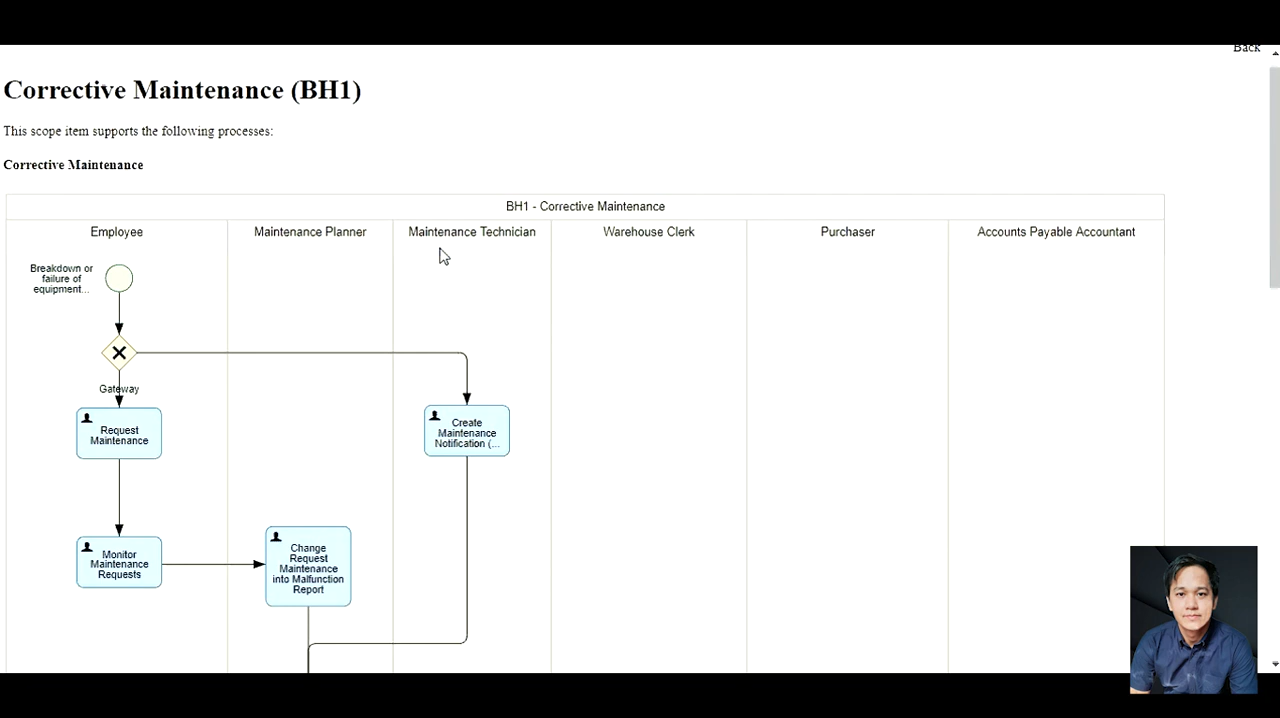 Back
Corrective Maintenance (BH1)
This scope item supports the following processes:
Corrective Maintenance
BH1 - Corrective Maintenance
Employee
Maintenance Planner
Maintenance Technician
Warehouse Clerk
Purchaser
Accounts Payable Accountant
Breakdown or
failure of
equipment...
Gateway
Request
Maintenance
Create
Maintenance
Notification (...
Monitor
Maintenance
Requests
Change
Request
Maintenance
into Malfunction
Report